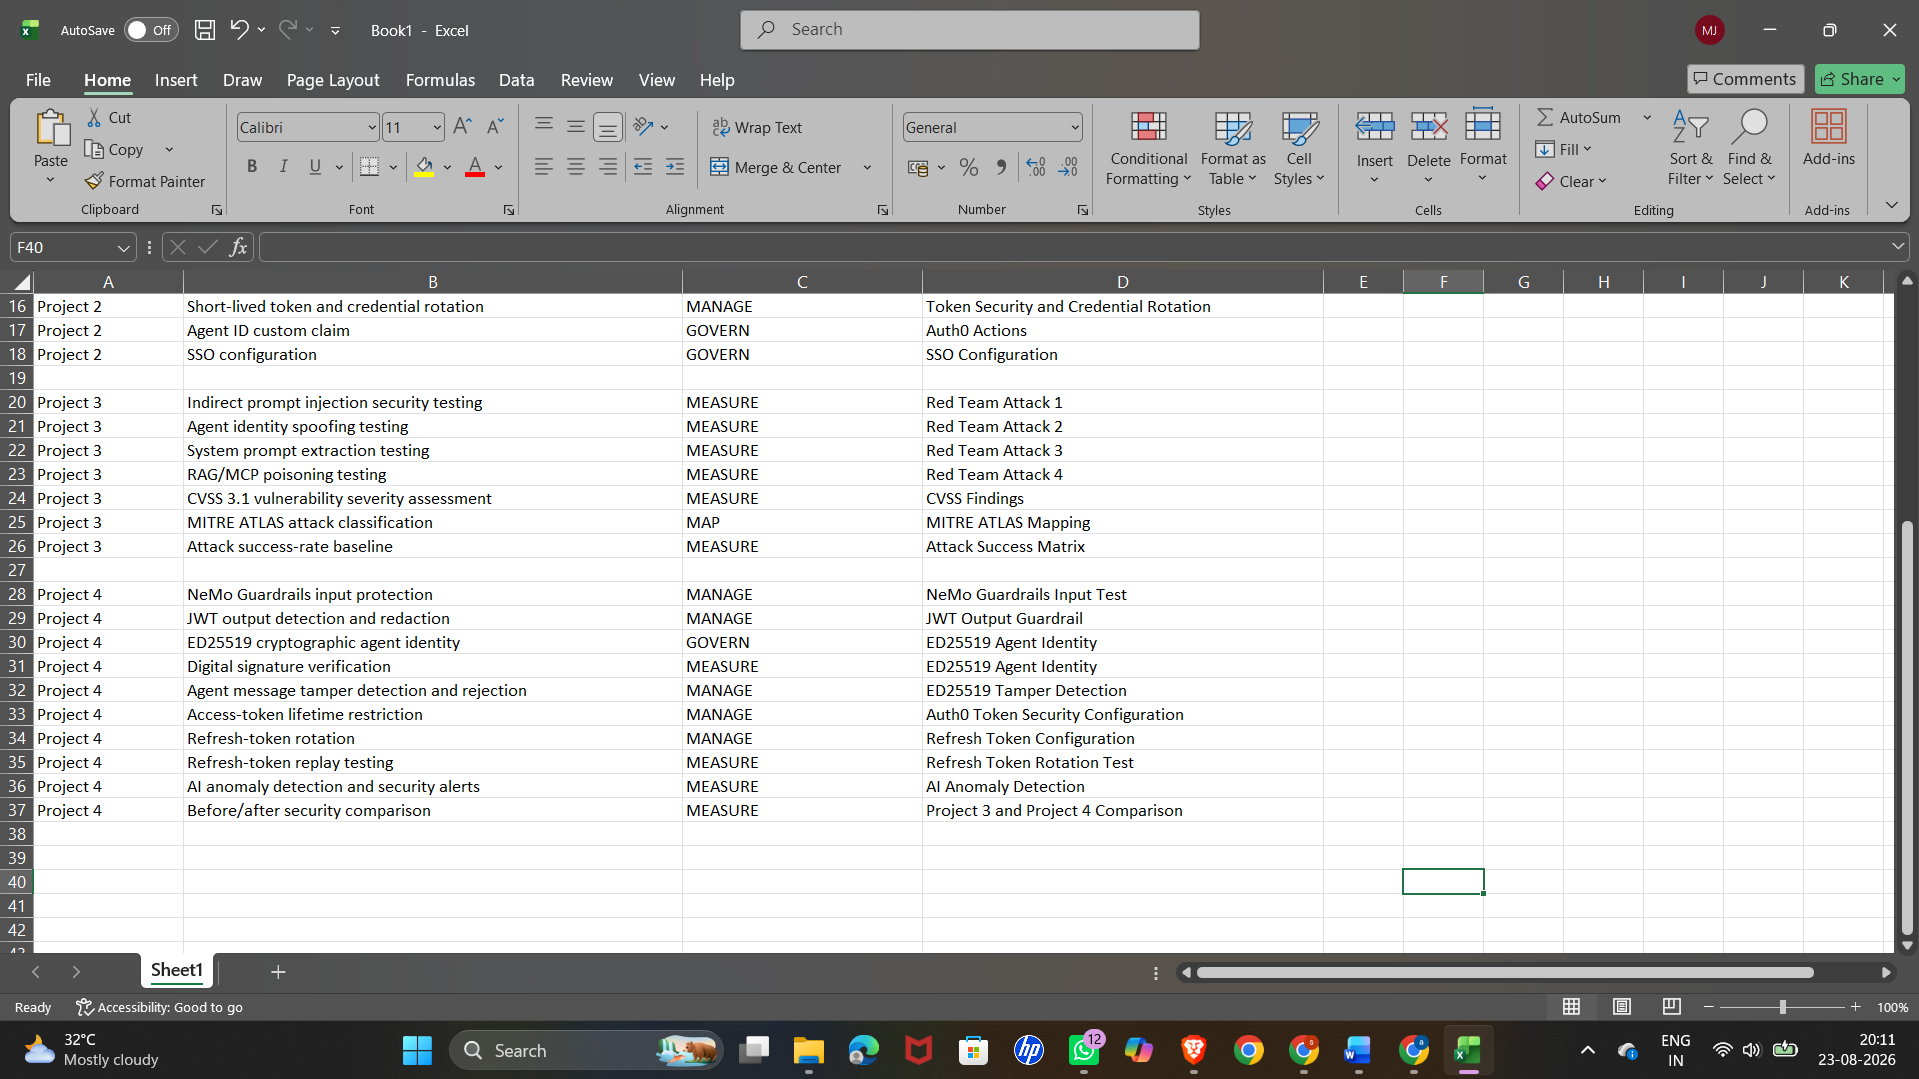 AutoSave Off Book1 - Excel Search MJ
File Home Insert Draw Page Layout Formulas Data Review View Help Comments Share
Paste
Cut
Copy
Format Painter
Clipboard
Calibri 11
B I U A
Font
Wrap Text
Merge & Center
Alignment
General
% .00
Number
Conditional Formatting
Format as Table
Cell Styles
Styles
Insert Delete Format
Cells
AutoSum
Fill
Clear
Sort & Filter
Find & Select
Editing
Add-ins
Add-ins
F40 fx
A B C D E F G H I J K
16 Project 2 Short-lived token and credential rotation MANAGE Token Security and Credential Rotation
17 Project 2 Agent ID custom claim GOVERN Auth0 Actions
18 Project 2 SSO configuration GOVERN SSO Configuration
19
20 Project 3 Indirect prompt injection security testing MEASURE Red Team Attack 1
21 Project 3 Agent identity spoofing testing MEASURE Red Team Attack 2
22 Project 3 System prompt extraction testing MEASURE Red Team Attack 3
23 Project 3 RAG/MCP poisoning testing MEASURE Red Team Attack 4
24 Project 3 CVSS 3.1 vulnerability severity assessment MEASURE CVSS Findings
25 Project 3 MITRE ATLAS attack classification MAP MITRE ATLAS Mapping
26 Project 3 Attack success-rate baseline MEASURE Attack Success Matrix
27
28 Project 4 NeMo Guardrails input protection MANAGE NeMo Guardrails Input Test
29 Project 4 JWT output detection and redaction MANAGE JWT Output Guardrail
30 Project 4 ED25519 cryptographic agent identity GOVERN ED25519 Agent Identity
31 Project 4 Digital signature verification MEASURE ED25519 Agent Identity
32 Project 4 Agent message tamper detection and rejection MANAGE ED25519 Tamper Detection
33 Project 4 Access-token lifetime restriction MANAGE Auth0 Token Security Configuration
34 Project 4 Refresh-token rotation MANAGE Refresh Token Configuration
35 Project 4 Refresh-token replay testing MEASURE Refresh Token Rotation Test
36 Project 4 AI anomaly detection and security alerts MEASURE AI Anomaly Detection
37 Project 4 Before/after security comparison MEASURE Project 3 and Project 4 Comparison
38
39
40
41
42
Sheet1
Ready Accessibility: Good to go 100%
32°C
Mostly cloudy
Search
12
ENG
IN
20:11
23-08-2026